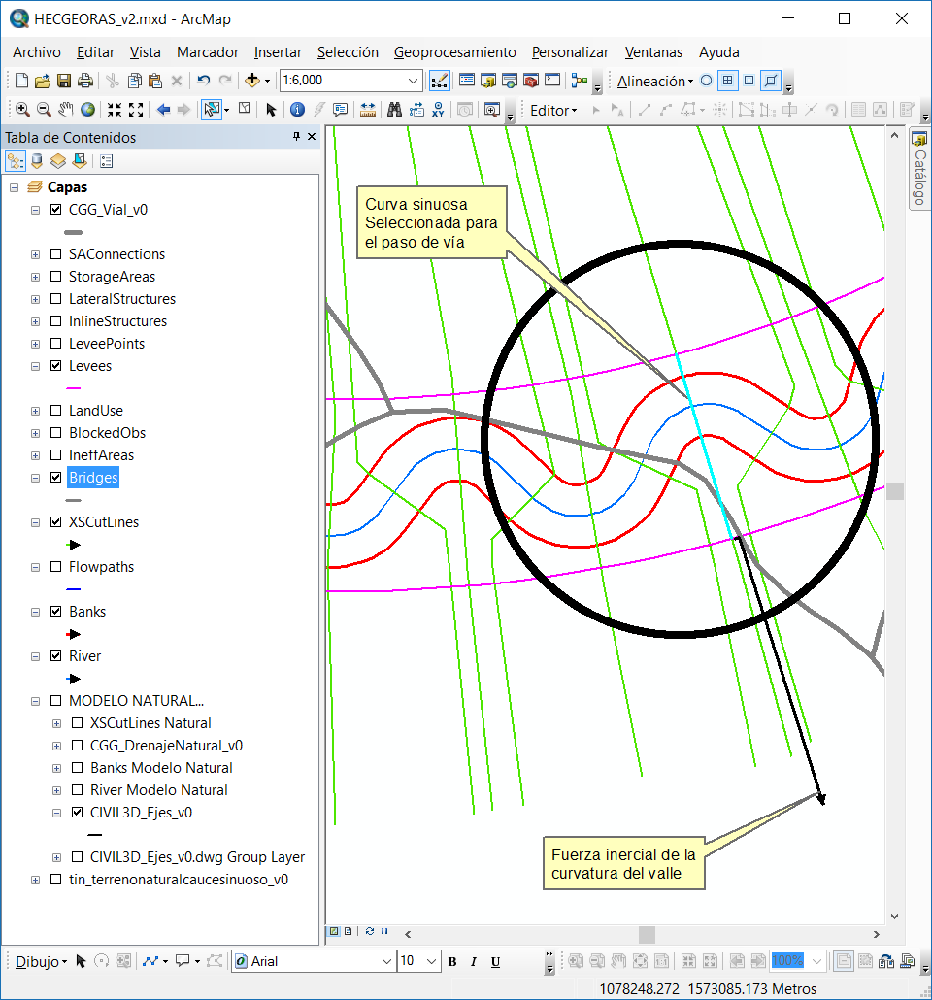 HECGEORAS_v2.mxd - ArcMap
Archivo Editar Vista Marcador Insertar Selección Geoprocesamiento Personalizar Ventanas Ayuda
1:6,000
Alineación
Editor
Tabla de Contenidos
Capas
CGG_Vial_v0
SAConnections
StorageAreas
LateralStructures
InlineStructures
LeveePoints
Levees
LandUse
BlockedObs
IneffAreas
Bridges
XSCutLines
Flowpaths
Banks
River
MODELO NATURAL...
XSCutLines Natural
CGG_DrenajeNatural_v0
Banks Modelo Natural
River Modelo Natural
CIVIL3D_Ejes_v0
CIVIL3D_Ejes_v0.dwg Group Layer
tin_terrenonaturalcaucesinuoso_v0
Curva sinuosa
Seleccionada para
el paso de vía
Fuerza inercial de la
curvatura del valle
Catálogo
Dibujo
Arial
10
B I U
100%
1078248.272 1573085.173 Metros